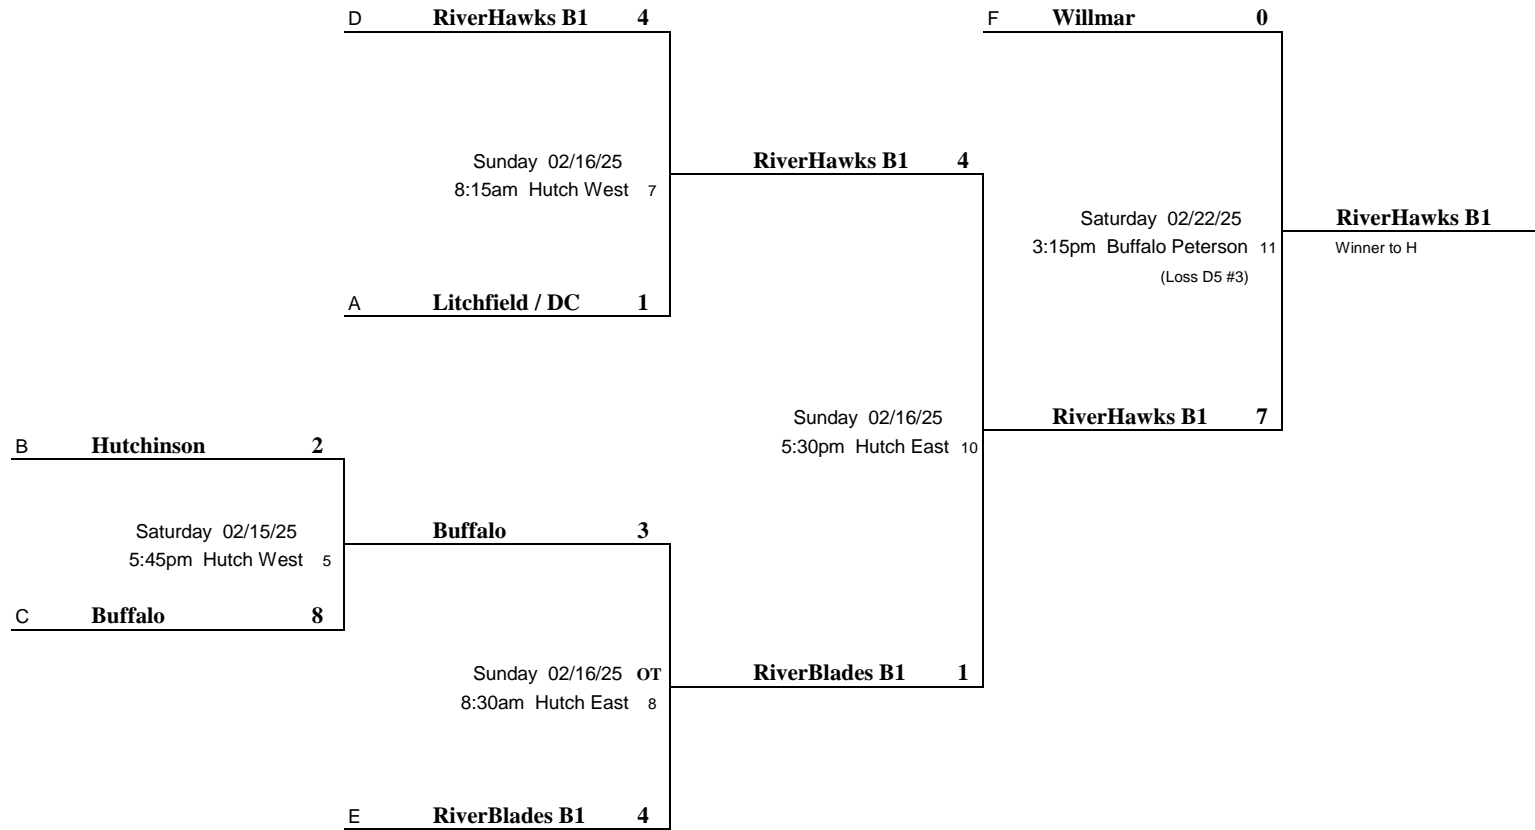 D RiverHawks B1 4
F Willmar 0
Sunday 02/16/25
8:15am Hutch West 7
RiverHawks B1 4
Saturday 02/22/25
3:15pm Buffalo Peterson 11
(Loss D5 #3)
RiverHawks B1
Winner to H
A Litchfield / DC 1
Sunday 02/16/25
5:30pm Hutch East 10
RiverHawks B1 7
B Hutchinson 2
Saturday 02/15/25
5:45pm Hutch West 5
Buffalo 3
C Buffalo 8
Sunday 02/16/25 OT
8:30am Hutch East 8
RiverBlades B1 1
E RiverBlades B1 4